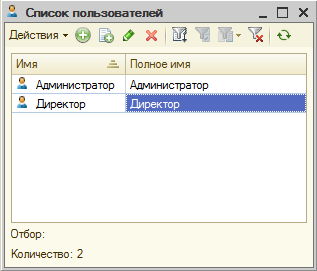 Список пользователей
Действия
Имя Полное имя
Администратор Администратор
Директор Директор
Отбор:
Количество: 2